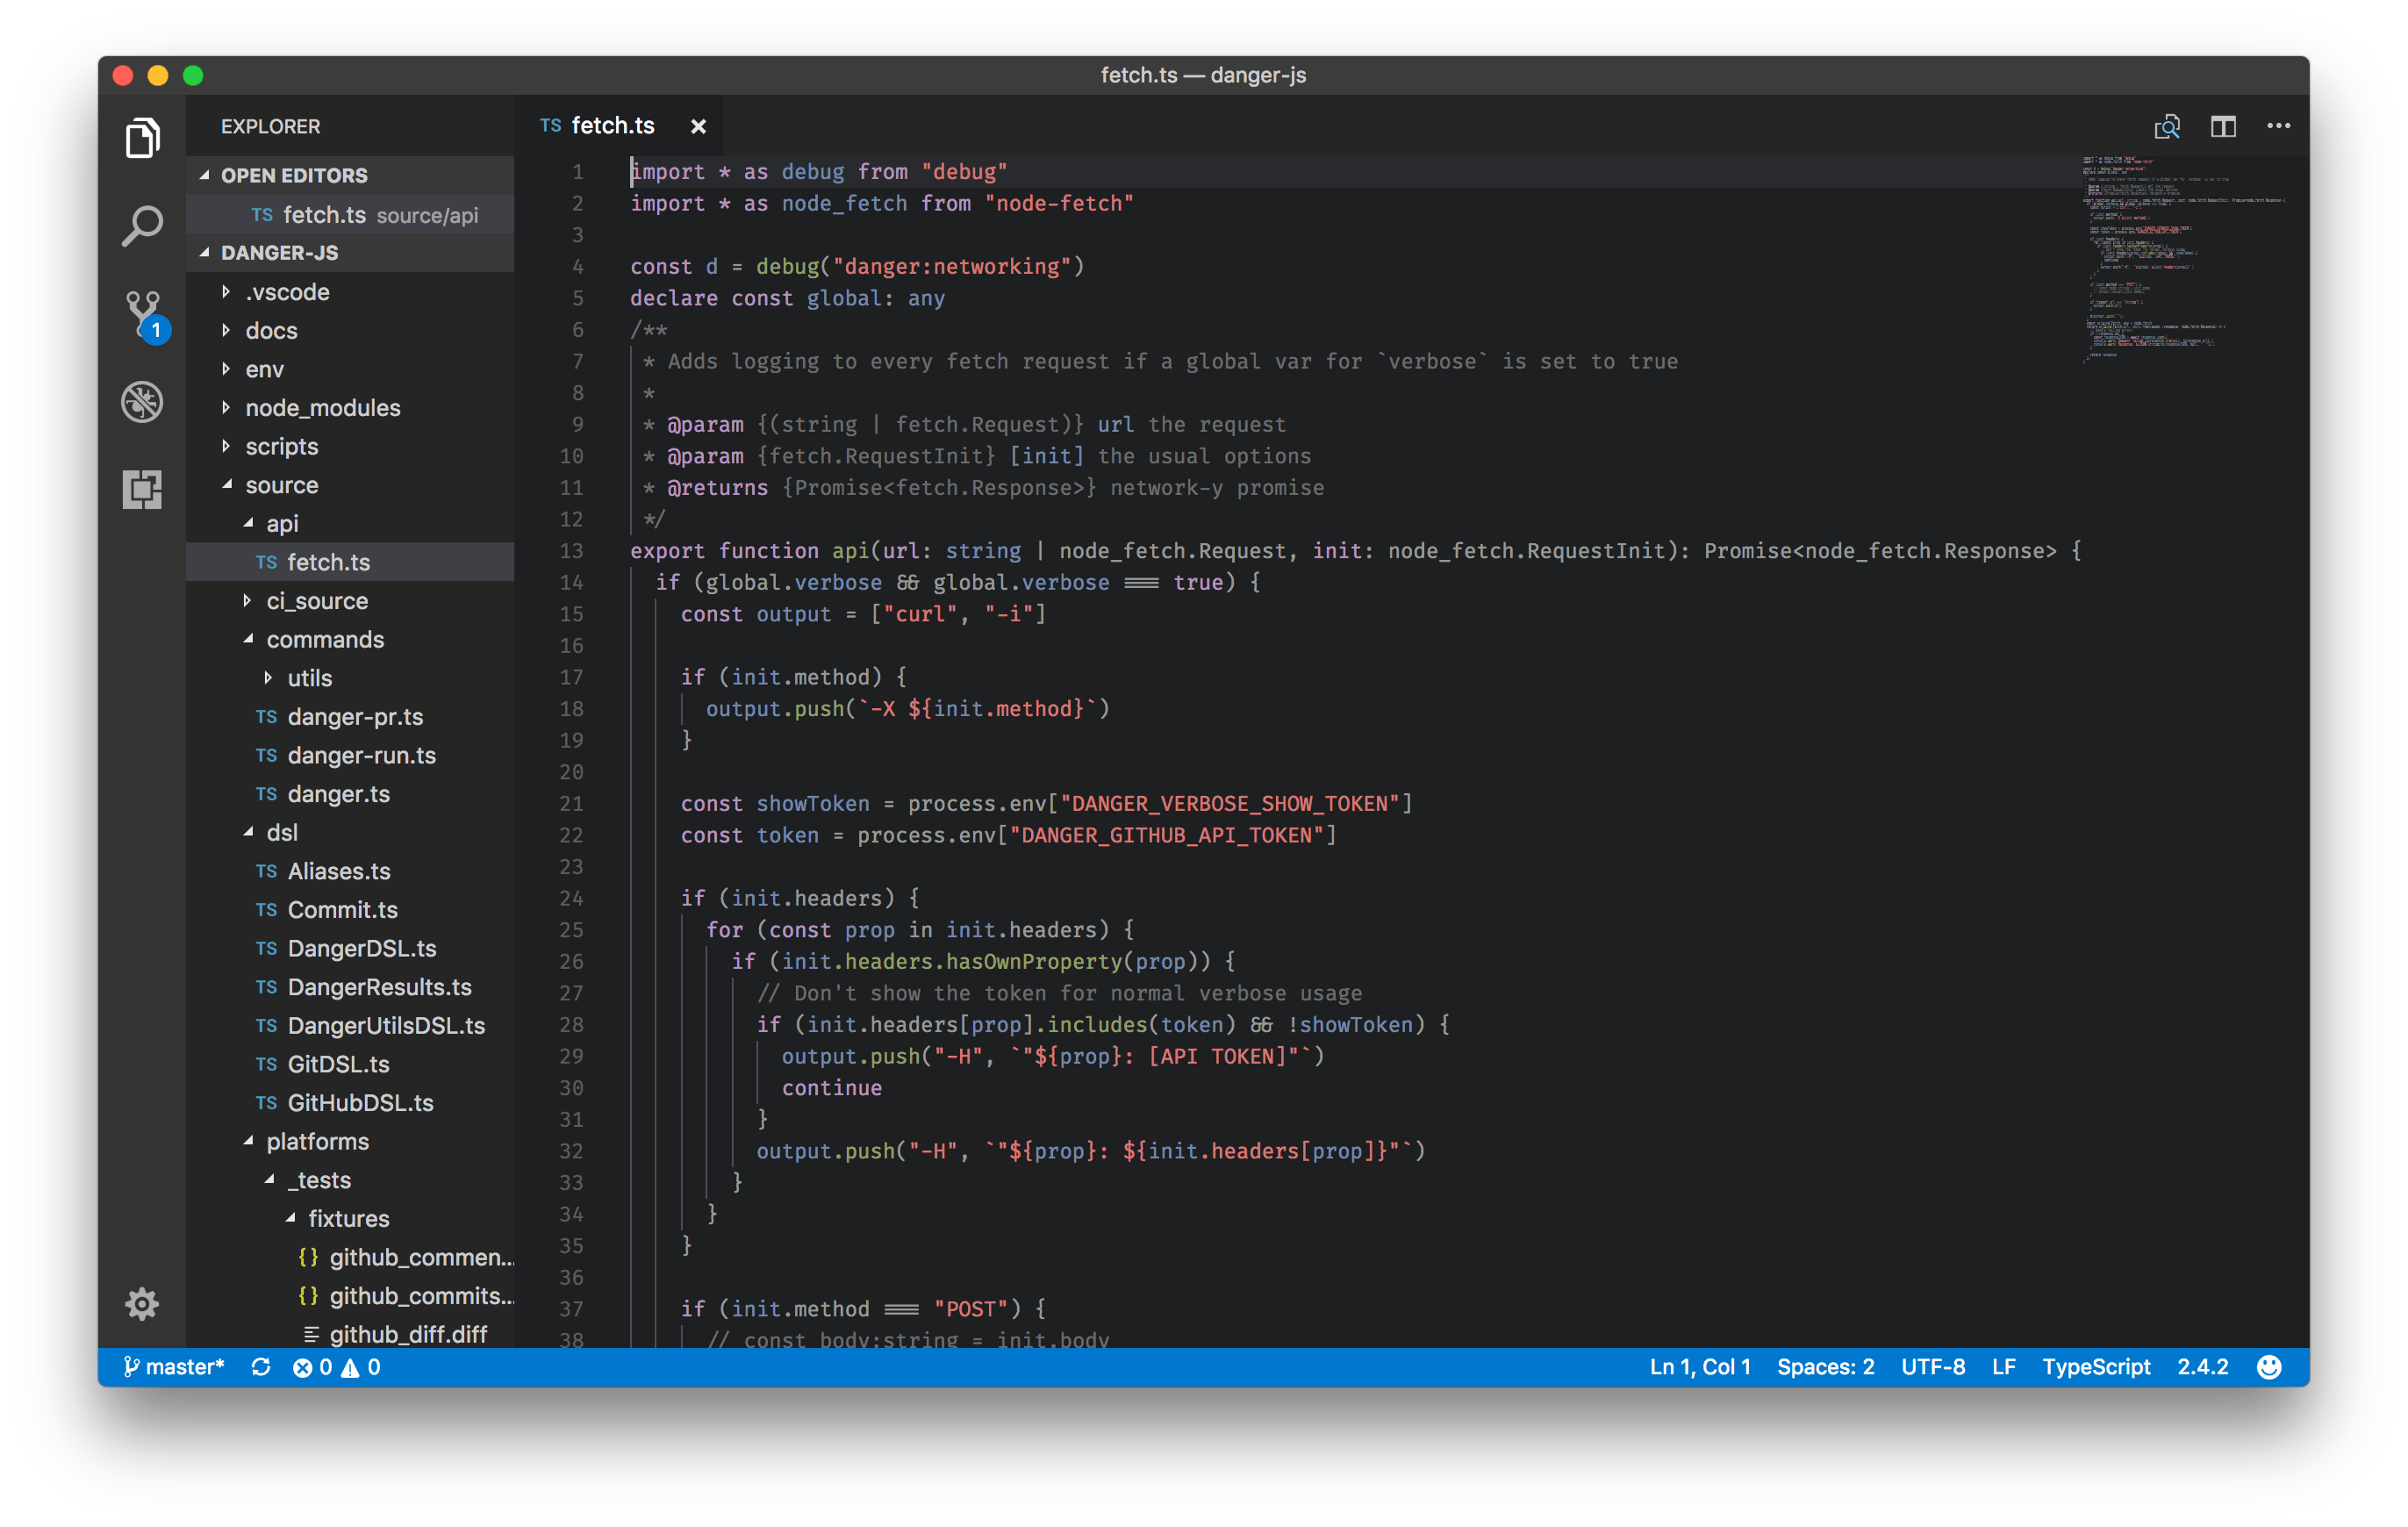 fetch.ts — danger-js
EXPLORER
OPEN EDITORS
TS fetch.ts source/api
DANGER-JS
.vscode
docs
env
node_modules
scripts
source
api
TS fetch.ts
ci_source
commands
utils
TS danger-pr.ts
TS danger-run.ts
TS danger.ts
dsl
TS Aliases.ts
TS Commit.ts
TS DangerDSL.ts
TS DangerResults.ts
TS DangerUtilsDSL.ts
TS GitDSL.ts
TS GitHubDSL.ts
platforms
_tests
fixtures
{} github_commen...
{} github_commits...
github_diff.diff
1
TS fetch.ts ×
1 import * as debug from "debug"
2 import * as node_fetch from "node-fetch"
3
4 const d = debug("danger:networking")
5 declare const global: any
6 /**
7 * Adds logging to every fetch request if a global var for `verbose` is set to true
8 *
9 * @param {(string | fetch.Request)} url the request
10 * @param {fetch.RequestInit} [init] the usual options
11 * @returns {Promise<fetch.Response>} network-y promise
12 */
13 export function api(url: string | node_fetch.Request, init: node_fetch.RequestInit): Promise<node_fetch.Response> {
14 if (global.verbose && global.verbose === true) {
15 const output = ["curl", "-i"]
16
17 if (init.method) {
18 output.push(`-X ${init.method}`)
19 }
20
21 const showToken = process.env["DANGER_VERBOSE_SHOW_TOKEN"]
22 const token = process.env["DANGER_GITHUB_API_TOKEN"]
23
24 if (init.headers) {
25 for (const prop in init.headers) {
26 if (init.headers.hasOwnProperty(prop)) {
27 // Don't show the token for normal verbose usage
28 if (init.headers[prop].includes(token) && !showToken) {
29 output.push("-H", `"${prop}: [API TOKEN]"`)
30 continue
31 }
32 output.push("-H", `"${prop}: ${init.headers[prop]}"`)
33 }
34 }
35 }
36
37 if (init.method === "POST") {
38 // const body:string = init.body
master* 0 0
Ln 1, Col 1 Spaces: 2 UTF-8 LF TypeScript 2.4.2